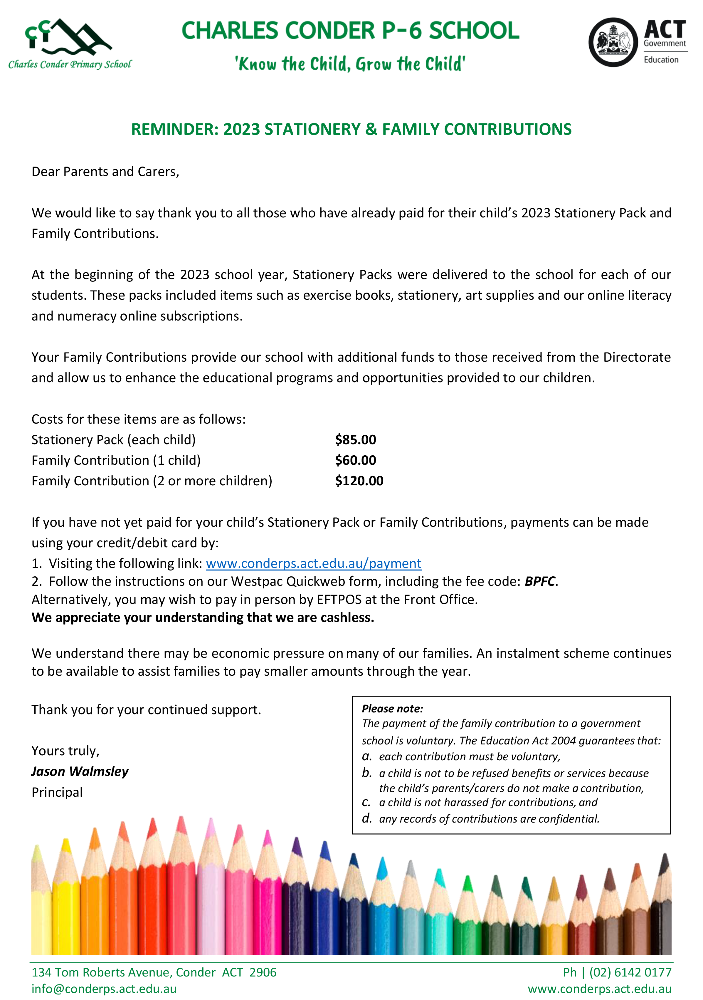 CC
Charles Conder Primary School
CHARLES CONDER P-6 SCHOOL
'Know the Child, Grow the Child'
ACT
Government
Education
REMINDER: 2023 STATIONERY & FAMILY CONTRIBUTIONS
Dear Parents and Carers,
We would like to say thank you to all those who have already paid for their child’s 2023 Stationery Pack and
Family Contributions.
At the beginning of the 2023 school year, Stationery Packs were delivered to the school for each of our
students. These packs included items such as exercise books, stationery, art supplies and our online literacy
and numeracy online subscriptions.
Your Family Contributions provide our school with additional funds to those received from the Directorate
and allow us to enhance the educational programs and opportunities provided to our children.
Costs for these items are as follows:
Stationery Pack (each child) $85.00
Family Contribution (1 child) $60.00
Family Contribution (2 or more children) $120.00
If you have not yet paid for your child’s Stationery Pack or Family Contributions, payments can be made
using your credit/debit card by:
1. Visiting the following link: www.conderps.act.edu.au/payment
2. Follow the instructions on our Westpac Quickweb form, including the fee code: BPFC.
Alternatively, you may wish to pay in person by EFTPOS at the Front Office.
We appreciate your understanding that we are cashless.
We understand there may be economic pressure on many of our families. An instalment scheme continues
to be available to assist families to pay smaller amounts through the year.
Thank you for your continued support.
Yours truly,
Jason Walmsley
Principal
Please note:
The payment of the family contribution to a government
school is voluntary. The Education Act 2004 guarantees that:
a. each contribution must be voluntary,
b. a child is not to be refused benefits or services because
the child’s parents/carers do not make a contribution,
c. a child is not harassed for contributions, and
d. any records of contributions are confidential.
134 Tom Roberts Avenue, Conder ACT 2906
Ph | (02) 6142 0177
info@conderps.act.edu.au
www.conderps.act.edu.au